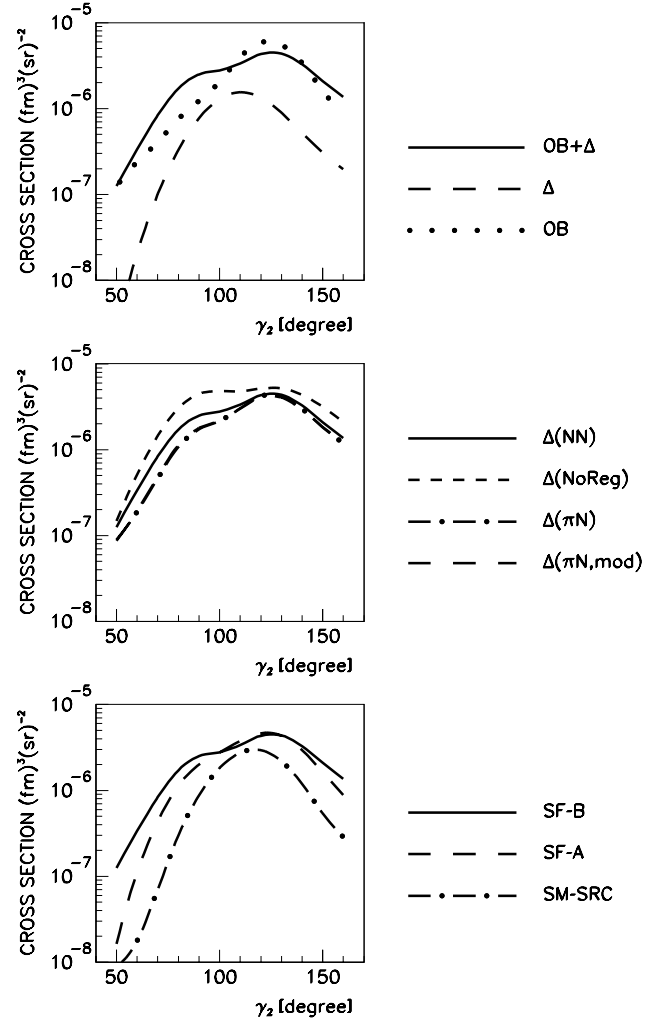 CROSS SECTION (fm)³(sr)⁻²
10⁻⁵
10⁻⁶
10⁻⁷
10⁻⁸
50 100 150
γ₂ [degree]
OB+Δ
Δ
OB
CROSS SECTION (fm)³(sr)⁻²
10⁻⁵
10⁻⁶
10⁻⁷
10⁻⁸
50 100 150
γ₂ [degree]
Δ(NN)
Δ(NoReg)
Δ(πN)
Δ(πN,mod)
CROSS SECTION (fm)³(sr)⁻²
10⁻⁵
10⁻⁶
10⁻⁷
10⁻⁸
50 100 150
γ₂ [degree]
SF-B
SF-A
SM-SRC